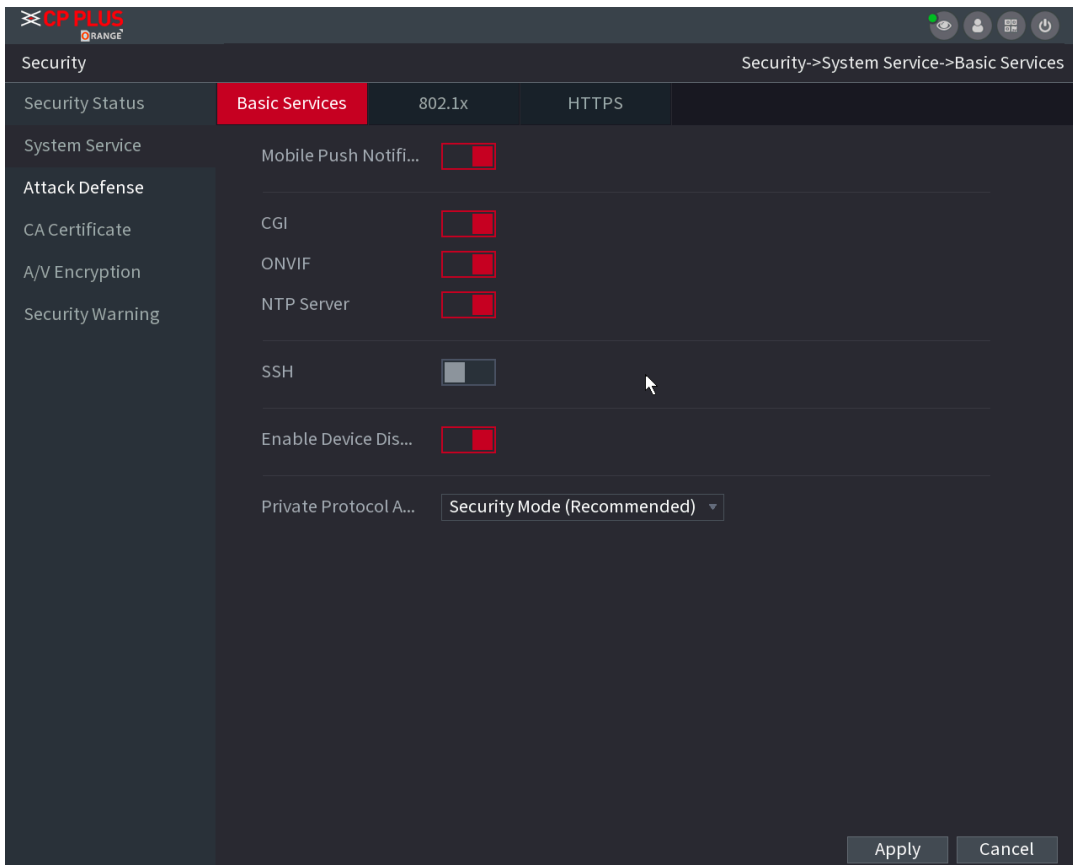 CP PLUS
ORANGE
Security
Security->System Service->Basic Services
Security Status
System Service
Attack Defense
CA Certificate
A/V Encryption
Security Warning
Basic Services 802.1x HTTPS
Mobile Push Notifi...
CGI
ONVIF
NTP Server
SSH
Enable Device Dis...
Private Protocol A... Security Mode (Recommended)
Apply Cancel